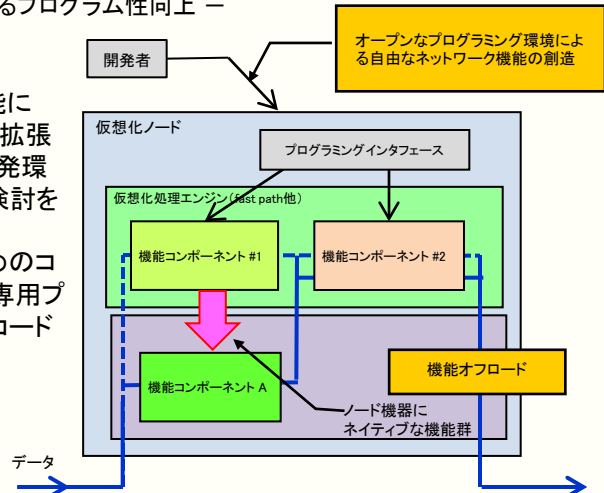 るプログラム性向上 －
オープンなプログラミング環境によ
る自由なネットワーク機能の創造
開発者
能に
拡張
発環
検討を
めのコ
専用プ
コード
仮想化ノード
プログラミングインタフェース
仮想化処理エンジン（fast path他）
機能コンポーネント #1
機能コンポーネント #2
機能オフロード
機能コンポーネント A
ノード機器に
ネイティブな機能群
データ